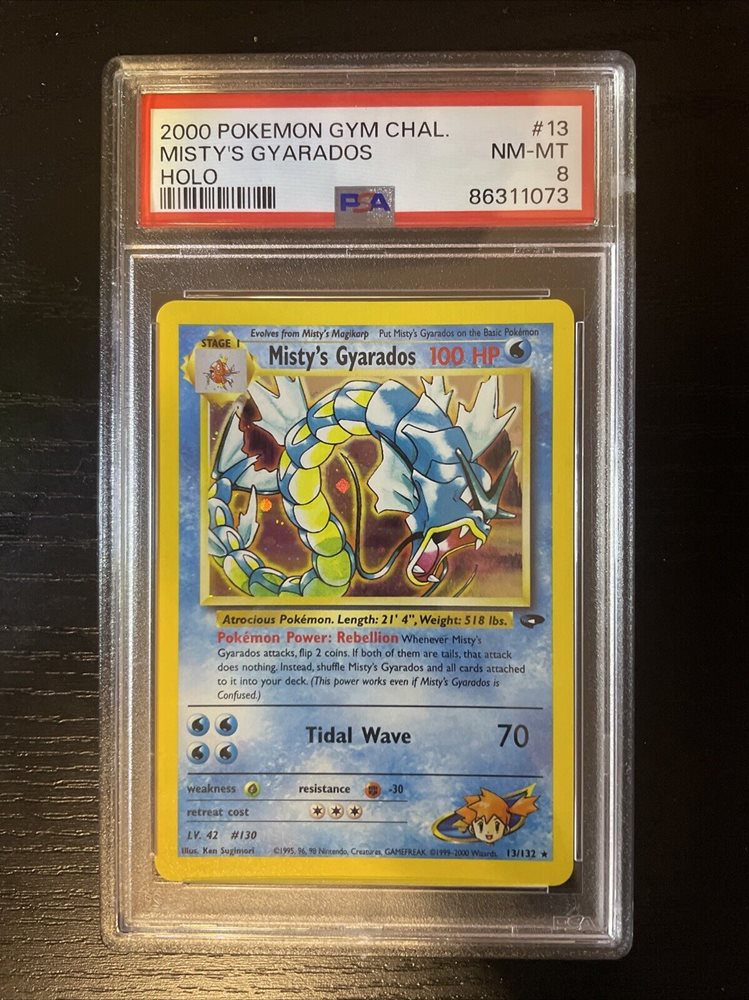 2000 POKEMON GYM CHAL. #13
MISTY'S GYARADOS NM-MT
HOLO 8
PSA 86311073
Evolves from Misty's Magikarp Put Misty's Gyarados on the Basic Pokémon
STAGE 1
Misty's Gyarados 100 HP
Atrocious Pokémon. Length: 21' 4", Weight: 518 lbs.
Pokémon Power: Rebellion Whenever Misty's
Gyarados attacks, flip 2 coins. If both of them are tails, that attack
does nothing. Instead, shuffle Misty's Gyarados and all cards attached
to it into your deck. (This power works even if Misty's Gyarados is
Confused.)
Tidal Wave 70
weakness resistance -30
retreat cost
LV. 42 #130
Illus. Ken Sugimori ©1995, 96, 98 Nintendo, Creatures, GAMEFREAK. ©1999-2000 Wizards. 13/132 ★
PSA